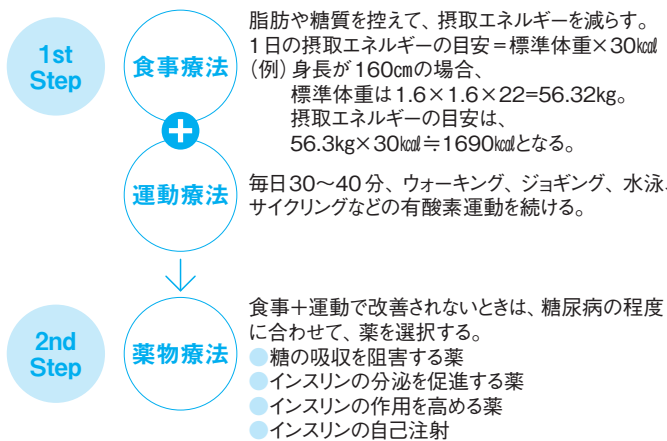 1st
Step
食事療法
脂肪や糖質を控えて、摂取エネルギーを減らす。
1日の摂取エネルギーの目安＝標準体重×30㎉
（例）身長が160㎝の場合、
標準体重は1.6×1.6×22=56.32kg。
摂取エネルギーの目安は、
56.3kg×30㎉≒1690㎉となる。
+
運動療法
毎日30〜40分、ウォーキング、ジョギング、水泳、
サイクリングなどの有酸素運動を続ける。
2nd
Step
薬物療法
食事＋運動で改善されないときは、糖尿病の程度
に合わせて、薬を選択する。
●糖の吸収を阻害する薬
●インスリンの分泌を促進する薬
●インスリンの作用を高める薬
●インスリンの自己注射